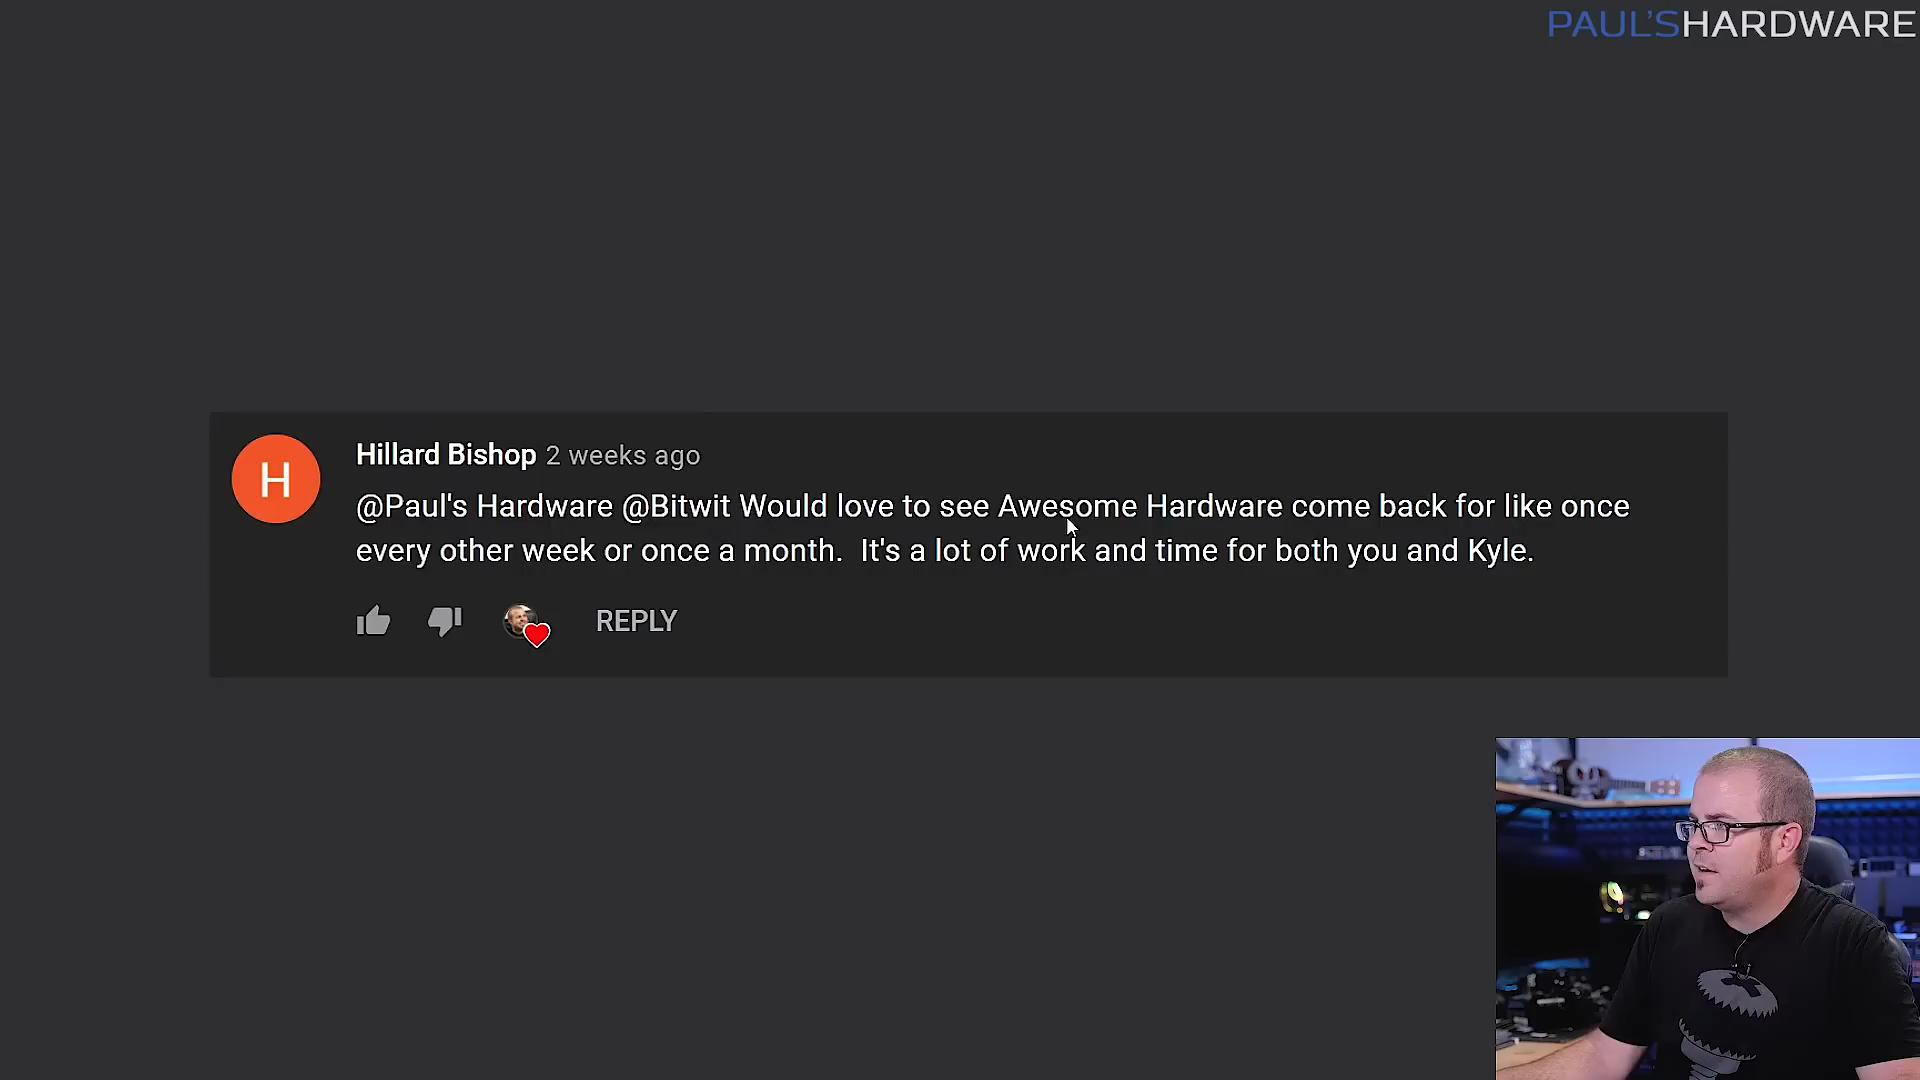 PAUL'SHARDWARE
H
Hillard Bishop 2 weeks ago
@Paul's Hardware @Bitwit Would love to see Awesome Hardware come back for like once
every other week or once a month.  It's a lot of work and time for both you and Kyle.
REPLY